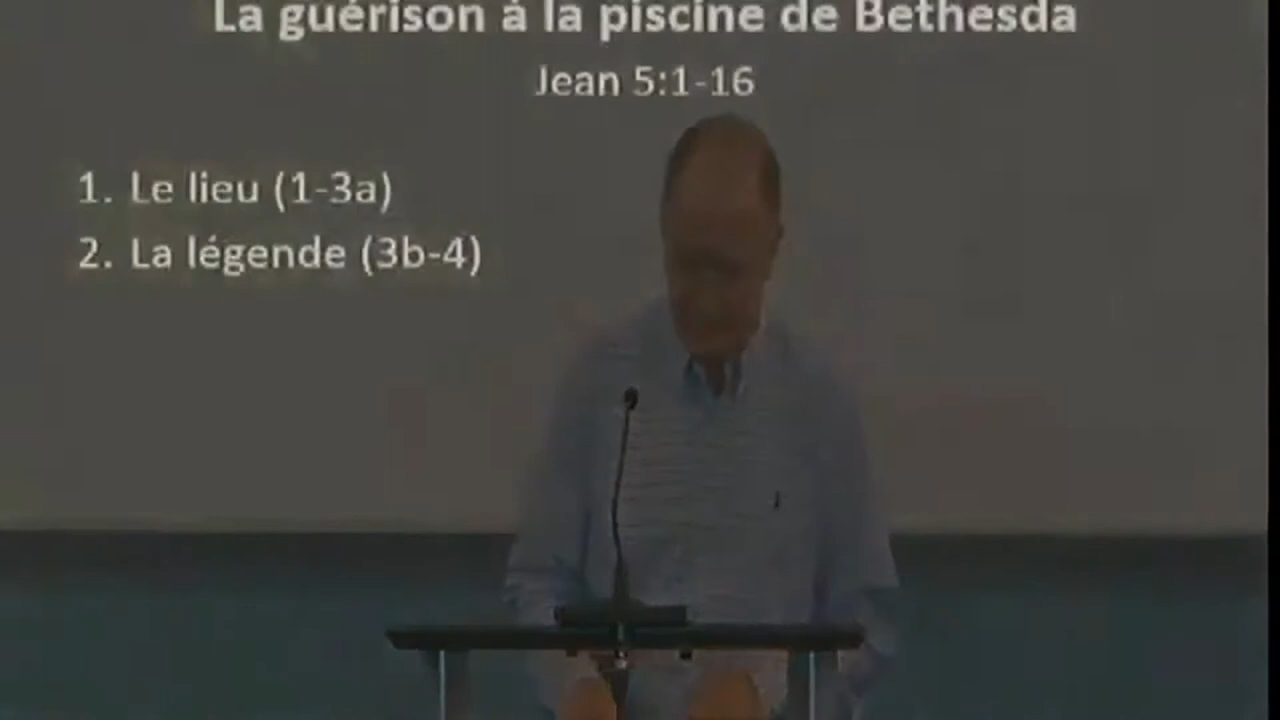 La guérison à la piscine de Bethesda
Jean 5:1-16
1. Le lieu (1-3a)
2. La légende (3b-4)